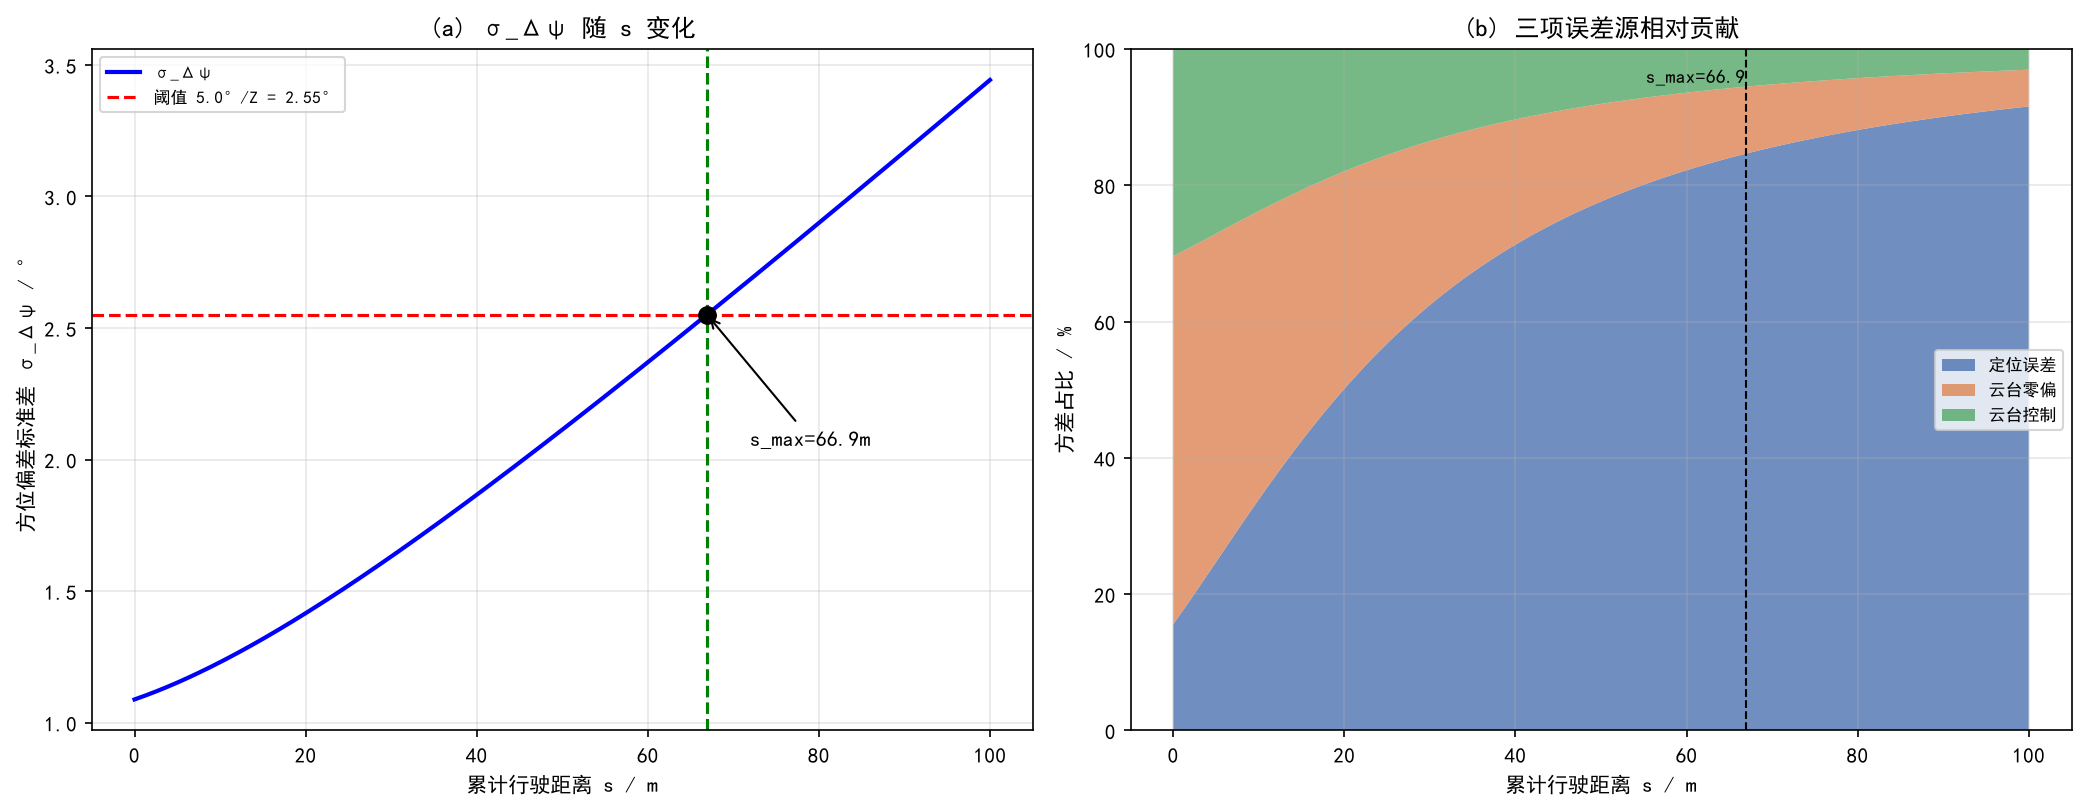 (a) σ_Δψ 随 s 变化
σ_Δψ
阈值 5.0°/Z = 2.55°
3.5
3.0
2.5
2.0
1.5
1.0
方位偏差标准差 σ_Δψ / °
s_max=66.9m
0 20 40 60 80 100
累计行驶距离 s / m
(b) 三项误差源相对贡献
s_max=66.9
100
80
60
40
20
0
方差占比 / %
定位误差
云台零偏
云台控制
0 20 40 60 80 100
累计行驶距离 s / m